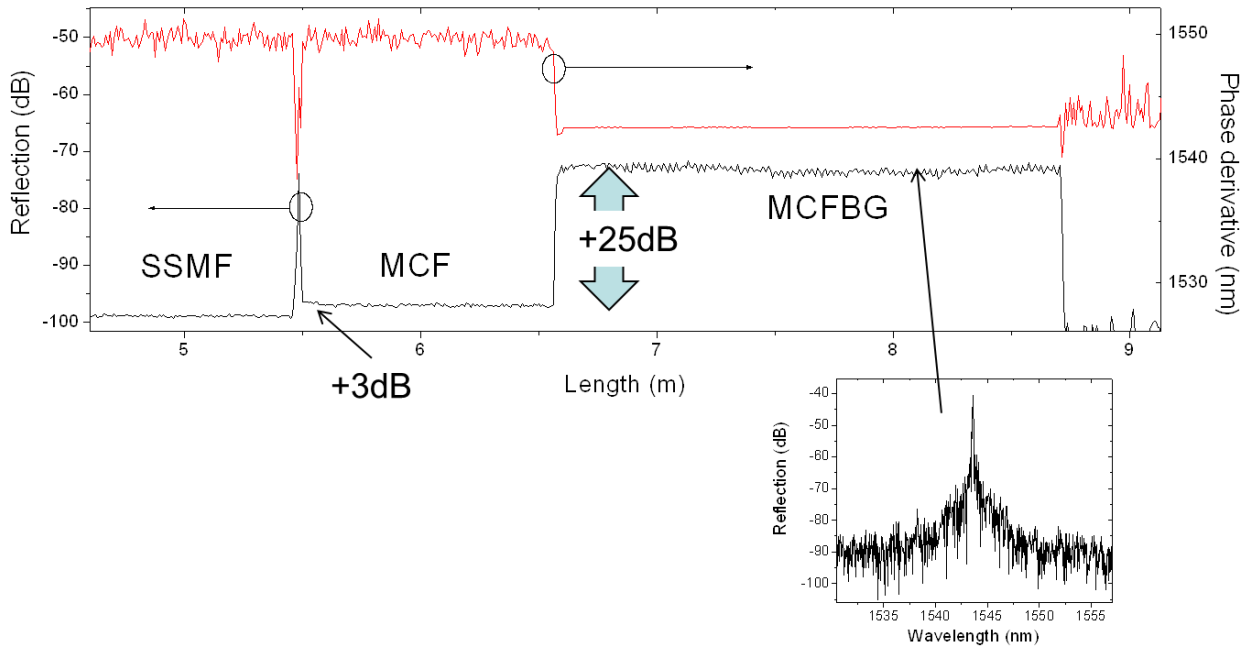 -50
-60
-70
-80
-90
-100
Reflection (dB)
1550
1540
1530
Phase derivative (nm)
SSMF
MCF
MCFBG
+25dB
+3dB
5
6
7
8
9
Length (m)
-40
-50
-60
-70
-80
-90
-100
Reflection (dB)
1535
1540
1545
1550
1555
Wavelength (nm)